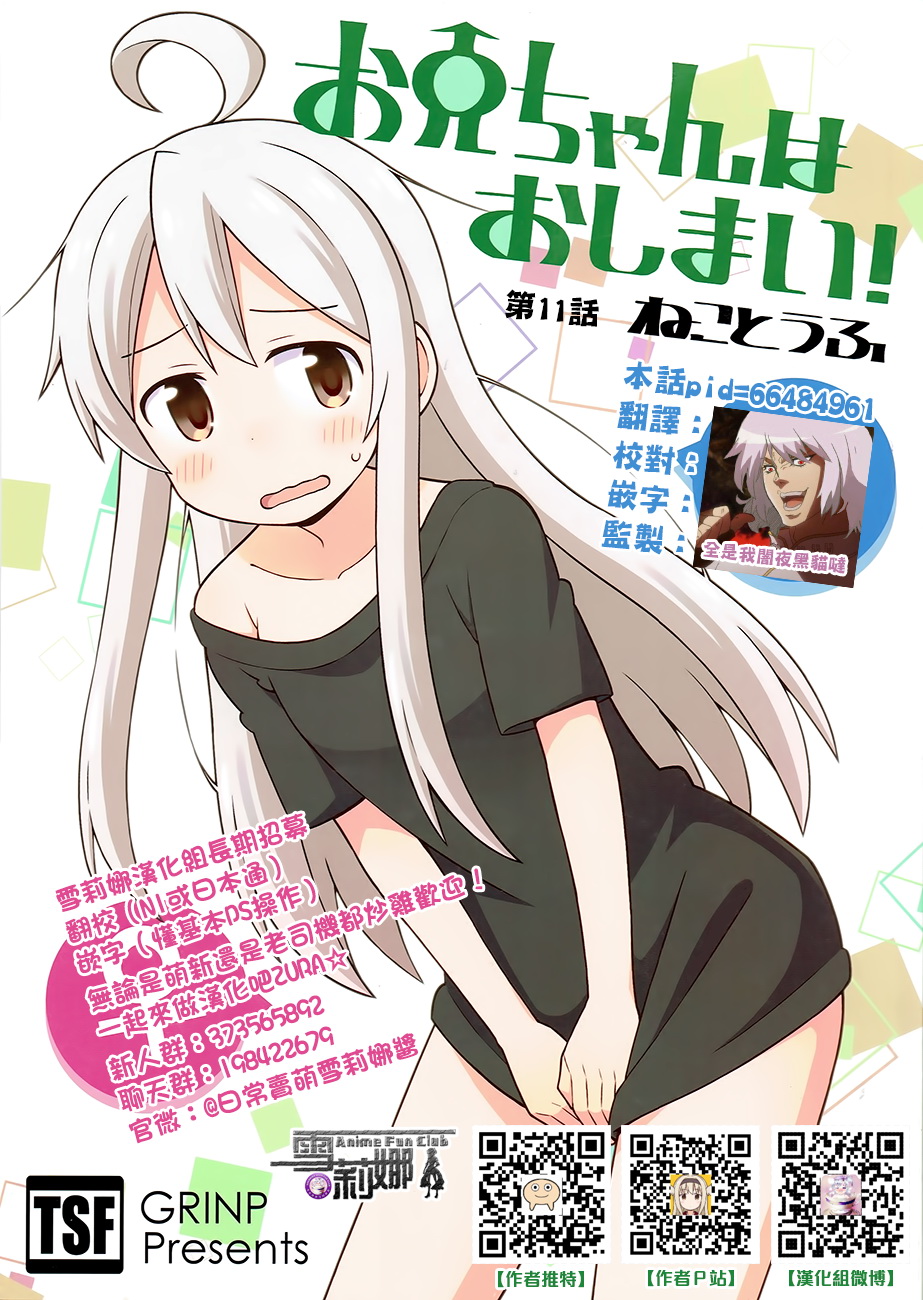 お兄ちゃんは
おしまい!
第11話 ねことうふ
本話pid=66484961
翻譯:
校對:
嵌字:
監製:
全是我闇夜黑貓噠
雪莉娜漢化組長期招募
翻校(N1或日本通)
嵌字(懂基本PS操作)
無論是萌新還是老司機都炒雞歡迎!
一起來做漢化吧ZURA☆
新人群:373565892
聊天群:198422679
官微:@日常賣萌雪莉娜醬
Anime Fun Club
雪莉娜
TSF
GRINP
Presents
【作者推特】
【作者P站】
【漢化組微博】